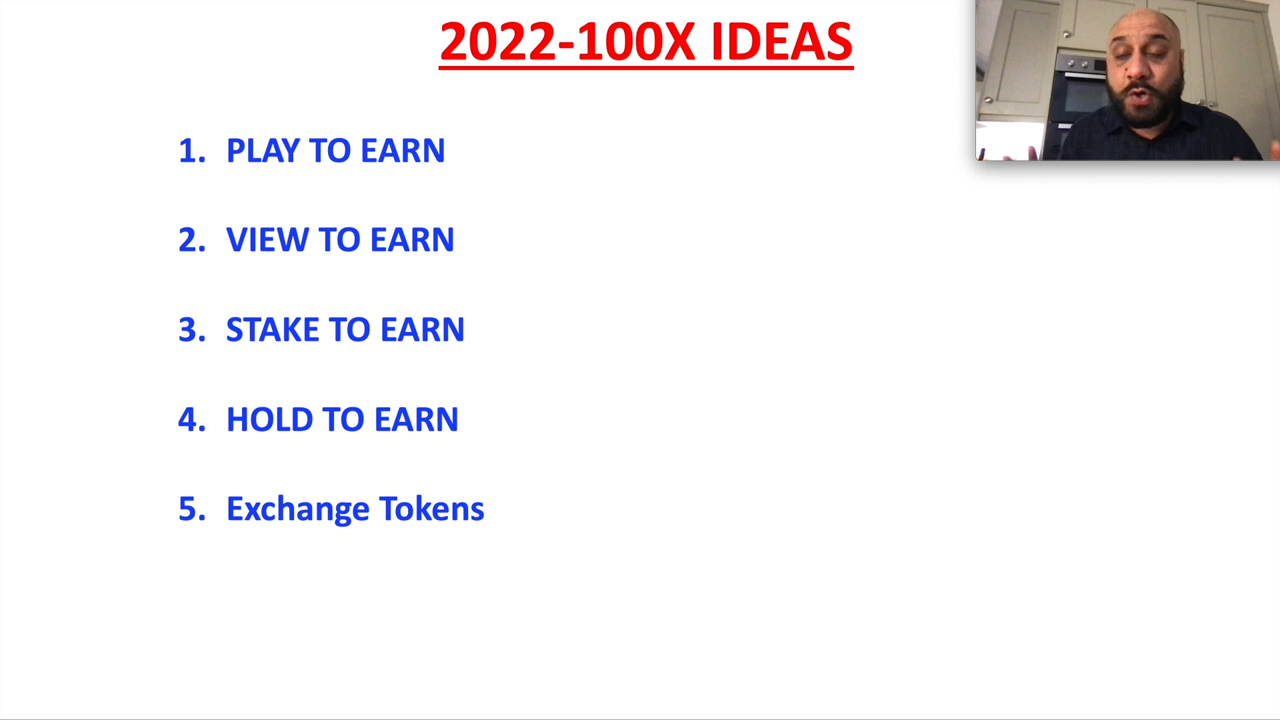 2022-100X IDEAS
1. PLAY TO EARN
2. VIEW TO EARN
3. STAKE TO EARN
4. HOLD TO EARN
5. Exchange Tokens